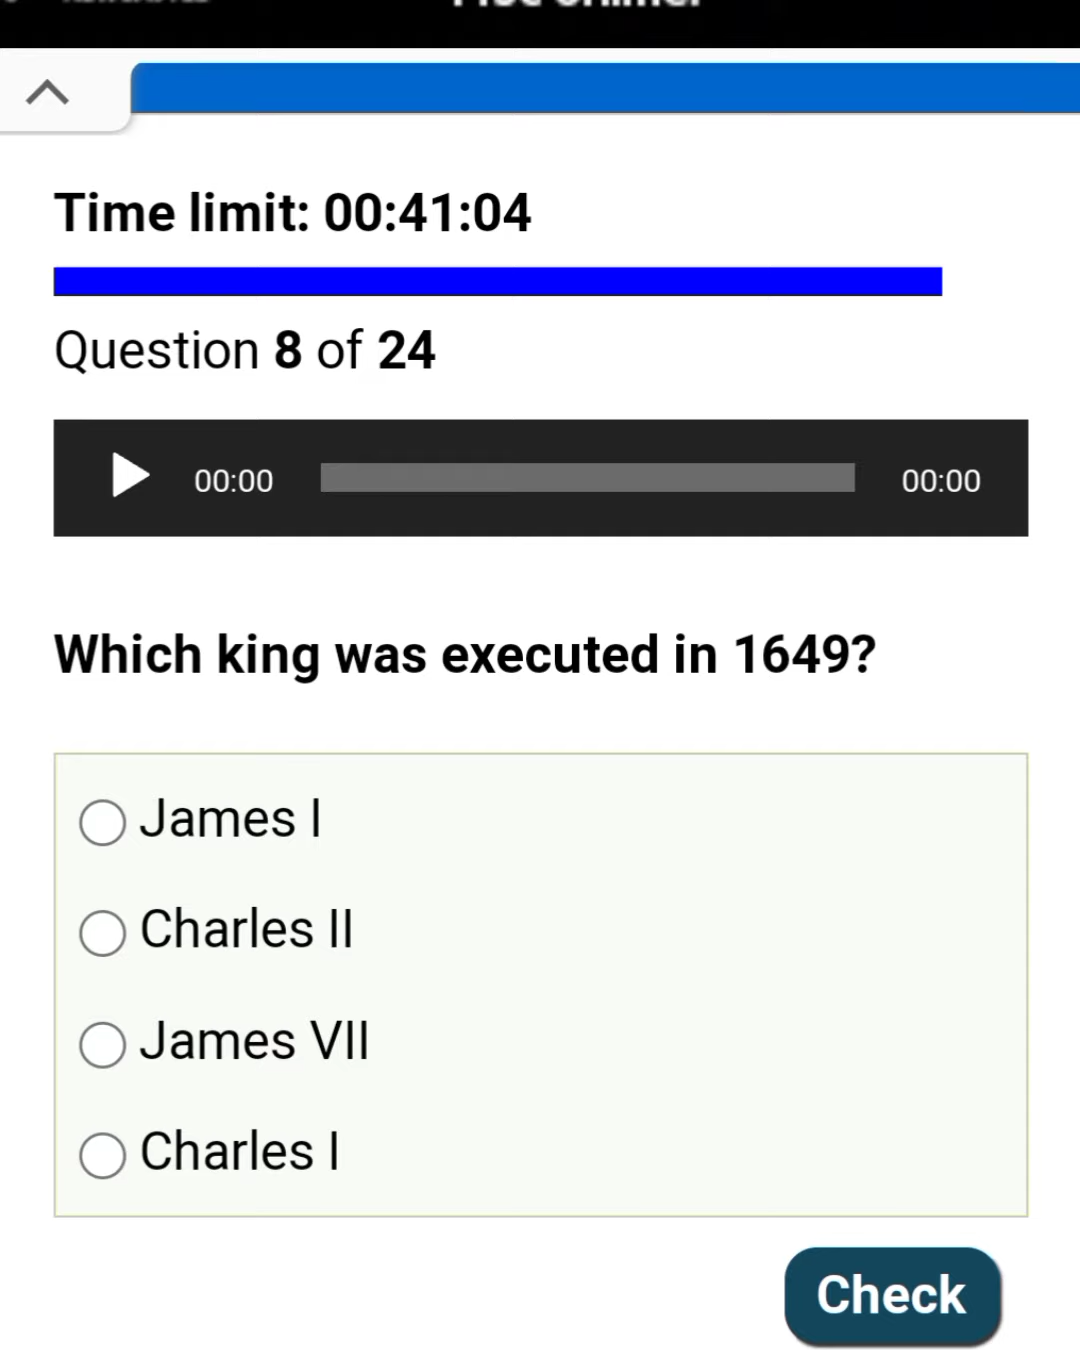 Time limit: 00:41:04
Question 8 of 24
00:00 00:00
Which king was executed in 1649?
James I
Charles II
James VII
Charles I
Check